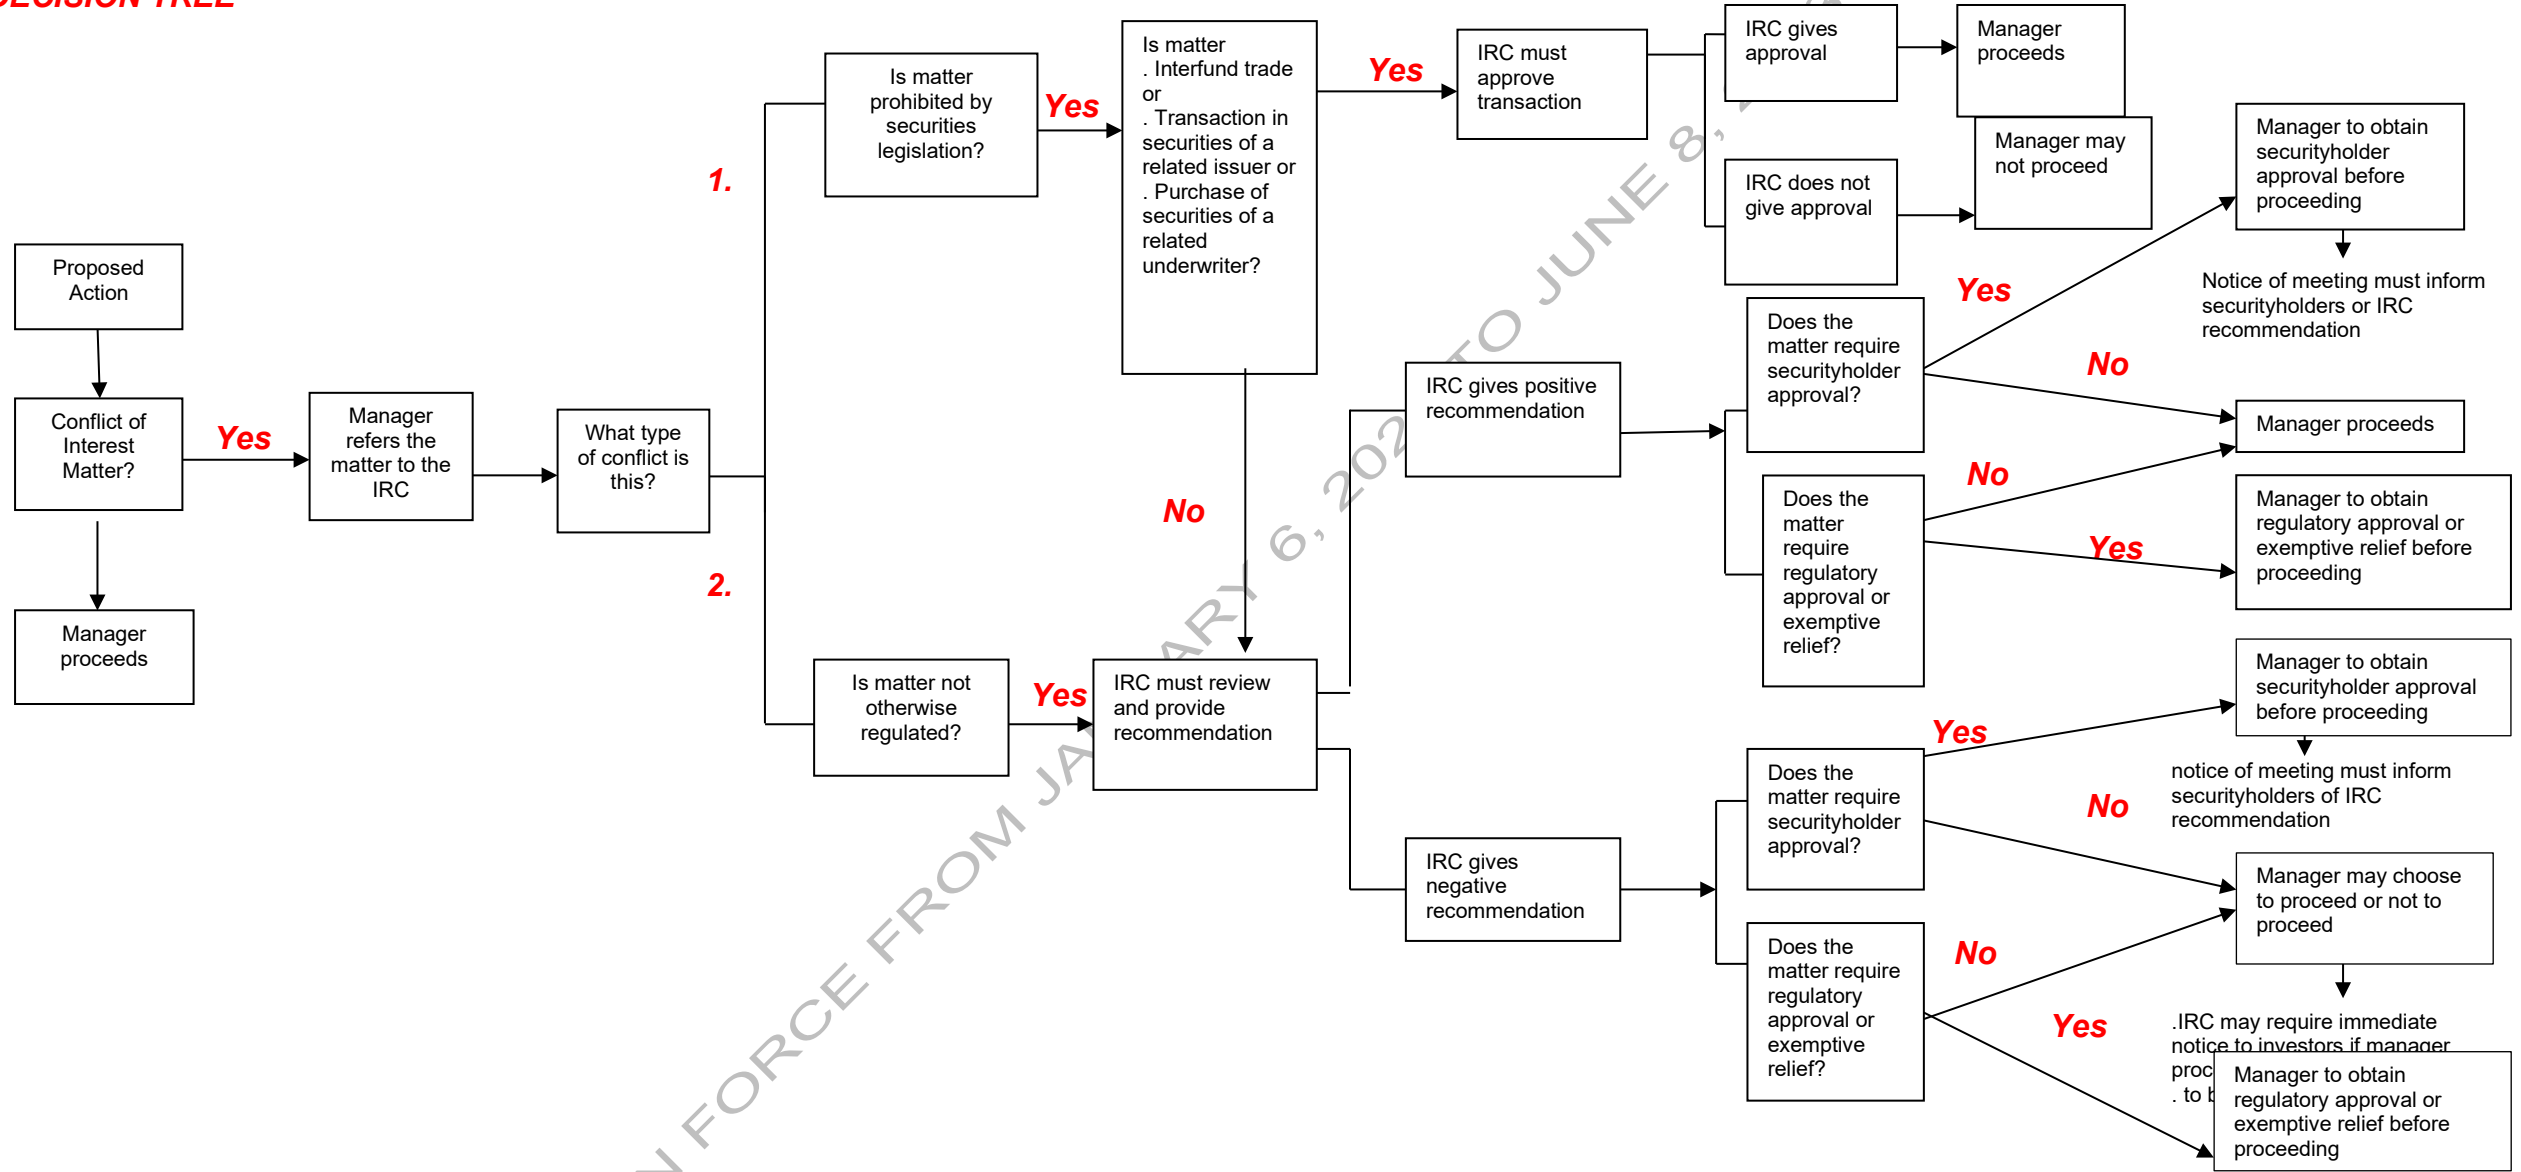 DECISION TREE
Proposed
Action
Conflict of
Interest
Matter?
Yes
Manager
proceeds
Manager
refers the
matter to the
IRC
What type
of conflict is
this?
1.
Is matter
prohibited by
securities
legislation?
Yes
Is matter
. Interfund trade
or
. Transaction in
securities of a
related issuer or
. Purchase of
securities of a
related
underwriter?
Yes
IRC must
approve
transaction
IRC gives
approval
Manager
proceeds
IRC does not
give approval
Manager may
not proceed
No
2.
Is matter not
otherwise
regulated?
Yes
IRC must review
and provide
recommendation
IRC gives positive
recommendation
Does the
matter require
securityholder
approval?
Yes
Manager to obtain
securityholder
approval before
proceeding
Notice of meeting must inform
securityholders or IRC
recommendation
No
Manager proceeds
Does the
matter
require
regulatory
approval or
exemptive
relief?
No
Yes
Manager to obtain
regulatory approval or
exemptive relief before
proceeding
IRC gives
negative
recommendation
Does the
matter require
securityholder
approval?
Yes
Manager to obtain
securityholder approval
before proceeding
notice of meeting must inform
securityholders of IRC
recommendation
No
Manager may choose
to proceed or not to
proceed
.IRC may require immediate
notice to investors if manager
. to
Does the
matter require
regulatory
approval or
exemptive
relief?
No
Yes
Manager to obtain
regulatory approval or
exemptive relief before
proceeding
FORCE FROM JANUARY 6, TO JUNE 8,